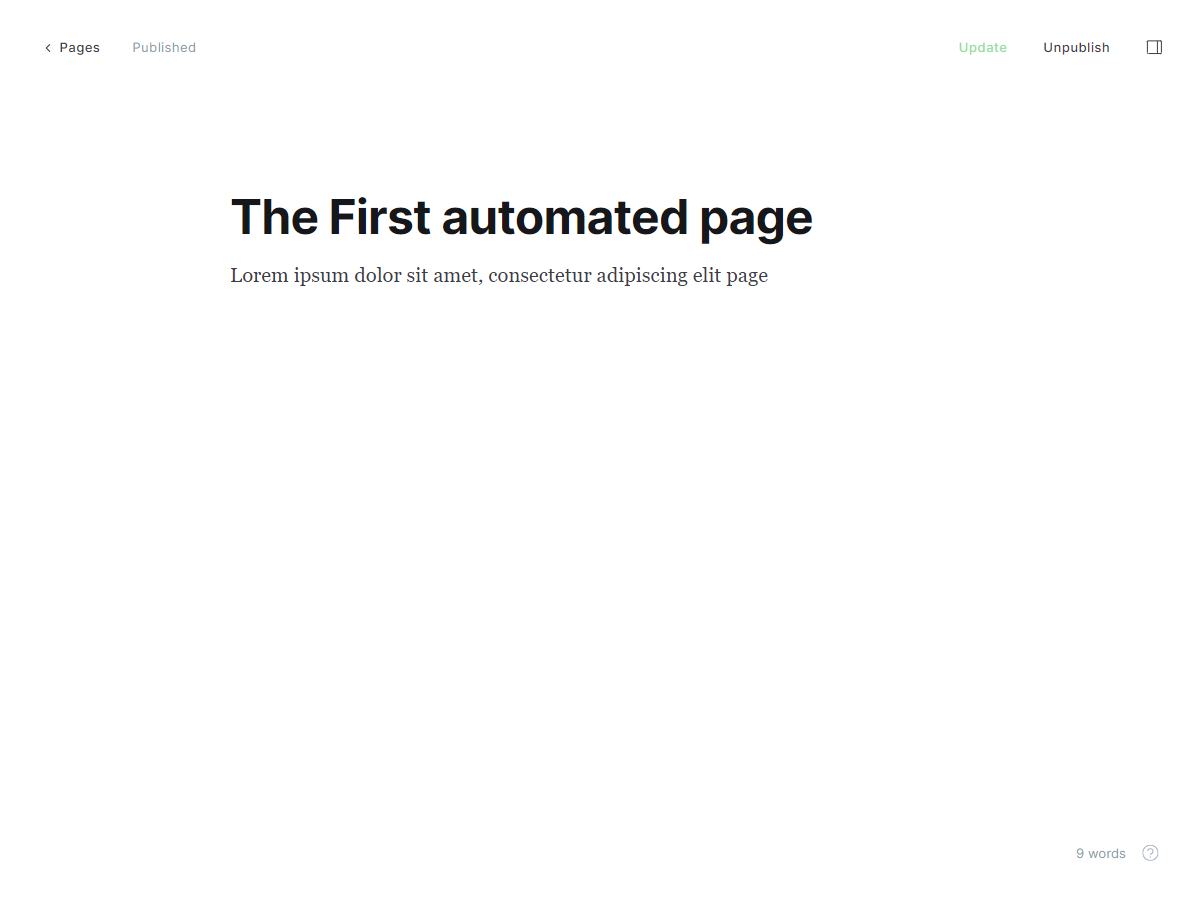 Pages
Published
Update
Unpublish
The First automated page
Lorem ipsum dolor sit amet, consectetur adipiscing elit page
9 words
?